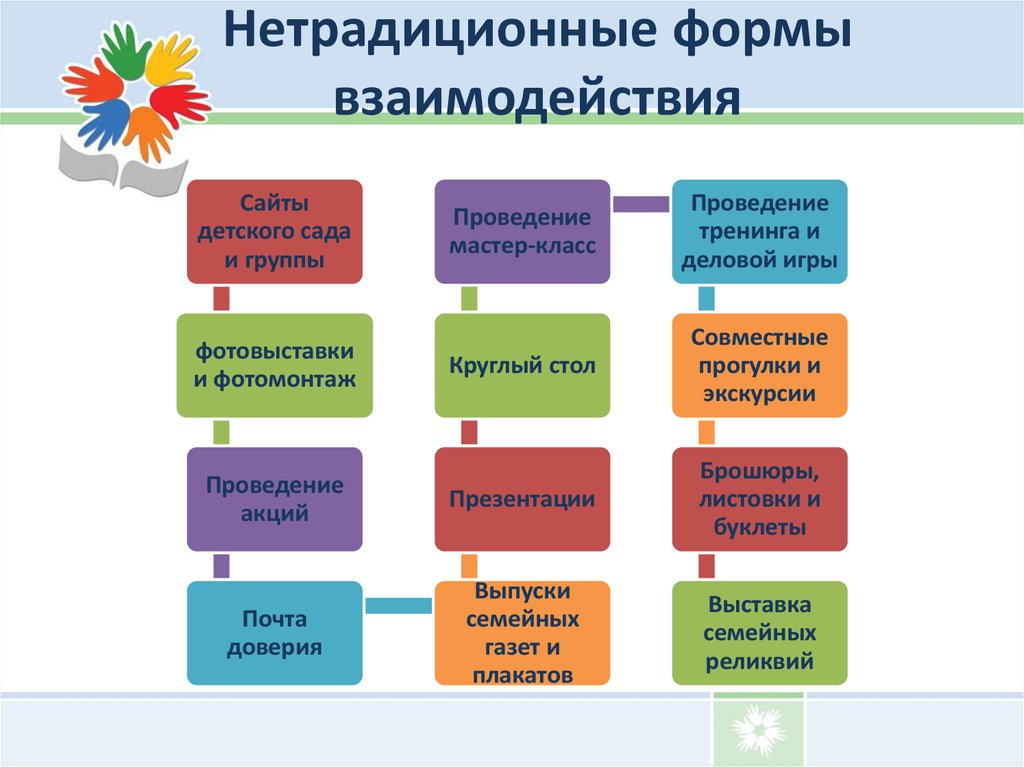 Нетрадиционные формы
взаимодействия
Сайты
детского сада
и группы
фотовыставки
и фотомонтаж
Проведение
акций
Почта
доверия
Выпуски
семейных
газет и
плакатов
Презентации
Круглый стол
Проведение
мастер-класс
Проведение
тренинга и
деловой игры
Совместные
прогулки и
экскурсии
Брошюры,
листовки и
буклеты
Выставка
семейных
реликвий